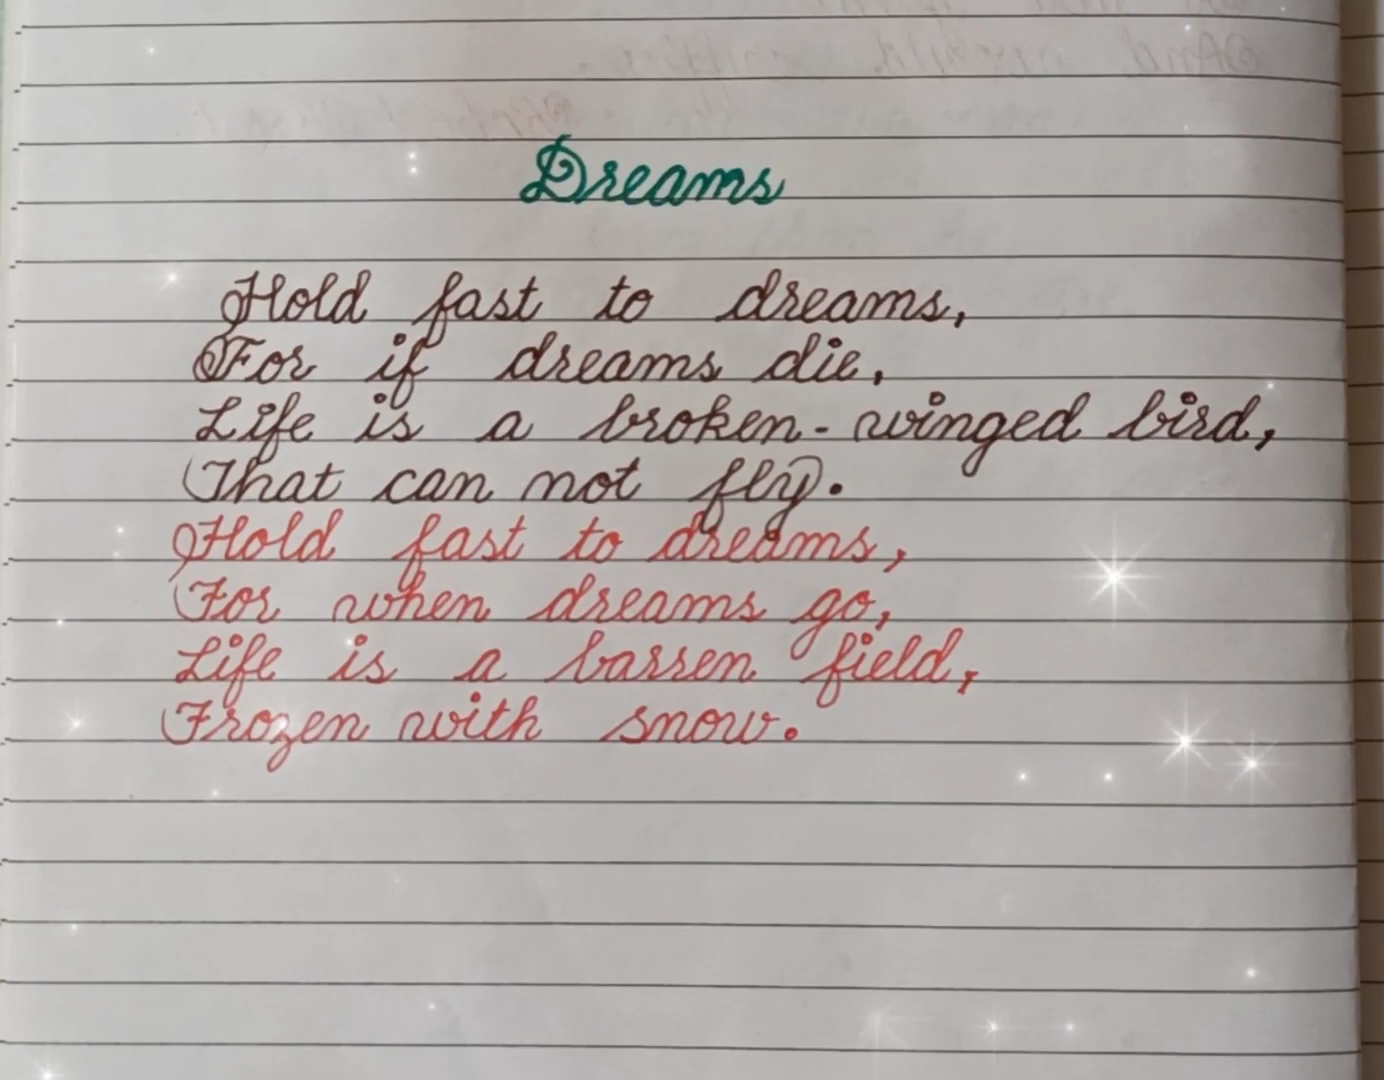 Dreams
Hold fast to dreams,
For if dreams die,
Life is a broken-winged bird,
That can not fly.
Hold fast to dreams,
For when dreams go,
Life is a barren field,
Frozen with snow.